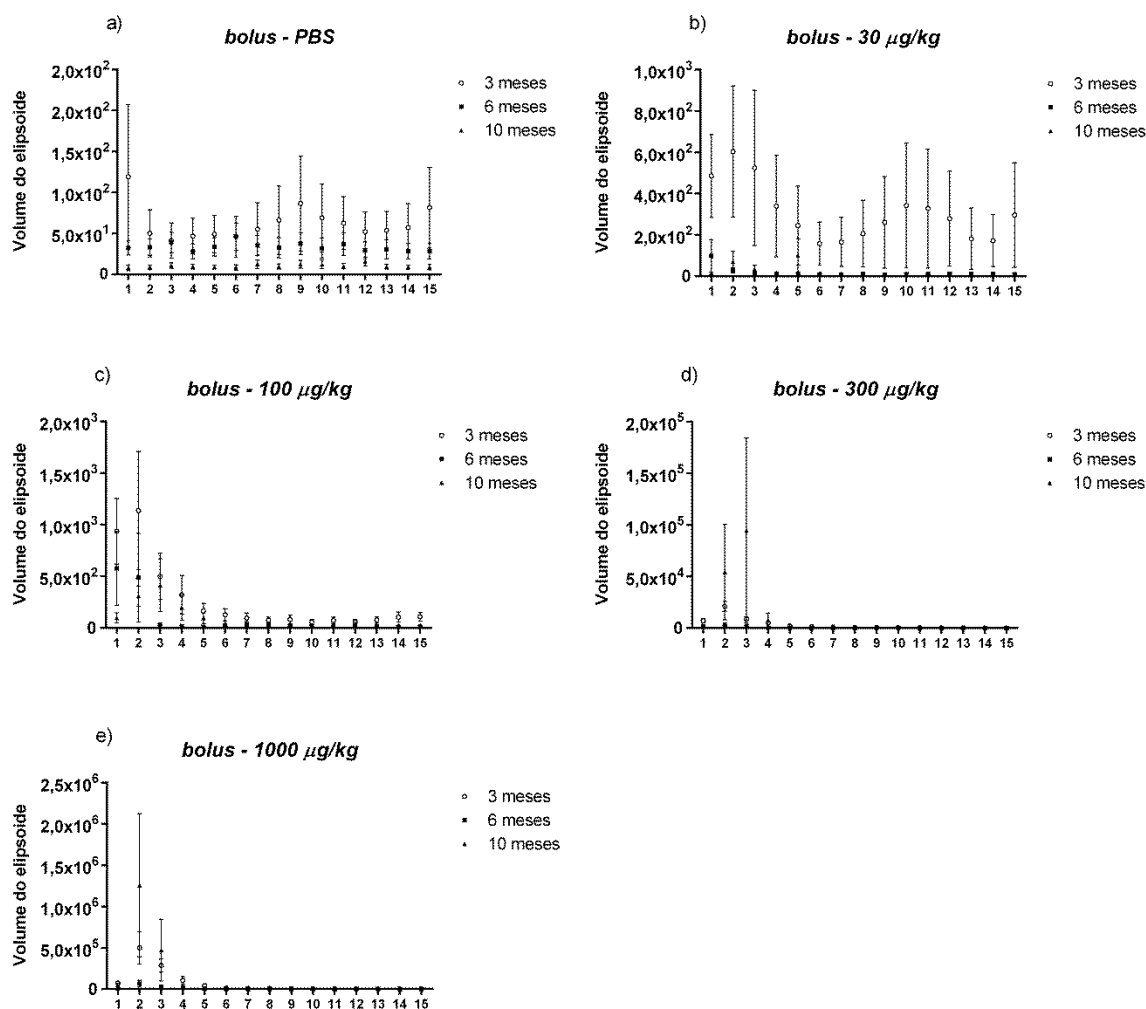 a)
bolus - PBS
Volume do elipsoide
2,0x10²
2,0x10²
1,5x10²
1,0x10²
5,0x10¹
0
1 2 3 4 5 6 7 8 9 10 11 12 13 14 15
3 meses
6 meses
10 meses
b)
bolus - 30 µg/kg
Volume do elipsoide
1,0x10³
8,0x10²
6,0x10²
4,0x10²
2,0x10²
0
1 2 3 4 5 6 7 8 9 10 11 12 13 14 15
3 meses
6 meses
10 meses
c)
bolus - 100 µg/kg
Volume do elipsoide
2,0x10³
1,5x10³
1,0x10³
5,0x10²
0
1 2 3 4 5 6 7 8 9 10 11 12 13 14 15
3 meses
6 meses
10 meses
d)
bolus - 300 µg/kg
Volume do elipsoide
2,0x10⁵
1,5x10⁵
1,0x10⁵
5,0x10⁴
0
1 2 3 4 5 6 7 8 9 10 11 12 13 14 15
3 meses
6 meses
10 meses
e)
bolus - 1000 µg/kg
Volume do elipsoide
2,5x10⁶
2,0x10⁶
1,5x10⁶
1,0x10⁶
5,0x10⁵
0
1 2 3 4 5 6 7 8 9 10 11 12 13 14 15
3 meses
6 meses
10 meses